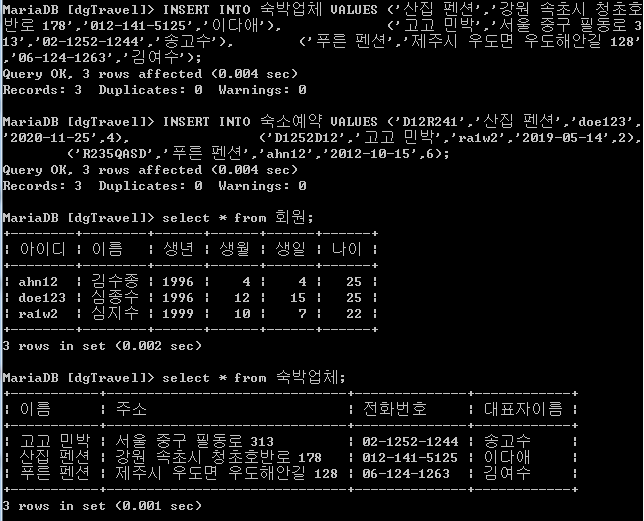 MariaDB [dgTravel]> INSERT INTO 숙박업체 VALUES ('산집 펜션','강원 속초시 청초호
반로 178','012-141-5125','이다애'),      ('고고 민박','서울 중구 필동로 3
13','02-1252-1244','송고수'),      ('푸른 펜션','제주시 우도면 우도해안길 128'
,'06-124-1263','김여수');
Query OK, 3 rows affected (0.004 sec)
Records: 3  Duplicates: 0  Warnings: 0
MariaDB [dgTravel]> INSERT INTO 숙소예약 VALUES ('D12R241','산집 펜션','doe123',
'2020-11-25',4),      ('D1252D12','고고 민박','ra1w2','2019-05-14',2),
      ('R235QASD','푸른 펜션','ahn12','2012-10-15',6);
Query OK, 3 rows affected (0.004 sec)
Records: 3  Duplicates: 0  Warnings: 0
MariaDB [dgTravel]> select * from 회원;
+--------+--------+------+------+------+------+
| 아이디 | 이름   | 생년 | 생월 | 생일 | 나이 |
+--------+--------+------+------+------+------+
| ahn12  | 김수종 | 1996 |    4 |    4 |   25 |
| doe123 | 심종수 | 1996 |   12 |   15 |   25 |
| ra1w2  | 심지수 | 1999 |   10 |    7 |   22 |
+--------+--------+------+------+------+------+
3 rows in set (0.002 sec)
MariaDB [dgTravel]> select * from 숙박업체;
+-----------+------------------------------+--------------+------------+
| 이름      | 주소                         | 전화번호     | 대표자이름 |
+-----------+------------------------------+--------------+------------+
| 고고 민박 | 서울 중구 필동로 313         | 02-1252-1244 | 송고수     |
| 산집 펜션 | 강원 속초시 청초호반로 178   | 012-141-5125 | 이다애     |
| 푸른 펜션 | 제주시 우도면 우도해안길 128 | 06-124-1263  | 김여수     |
+-----------+------------------------------+--------------+------------+
3 rows in set (0.001 sec)